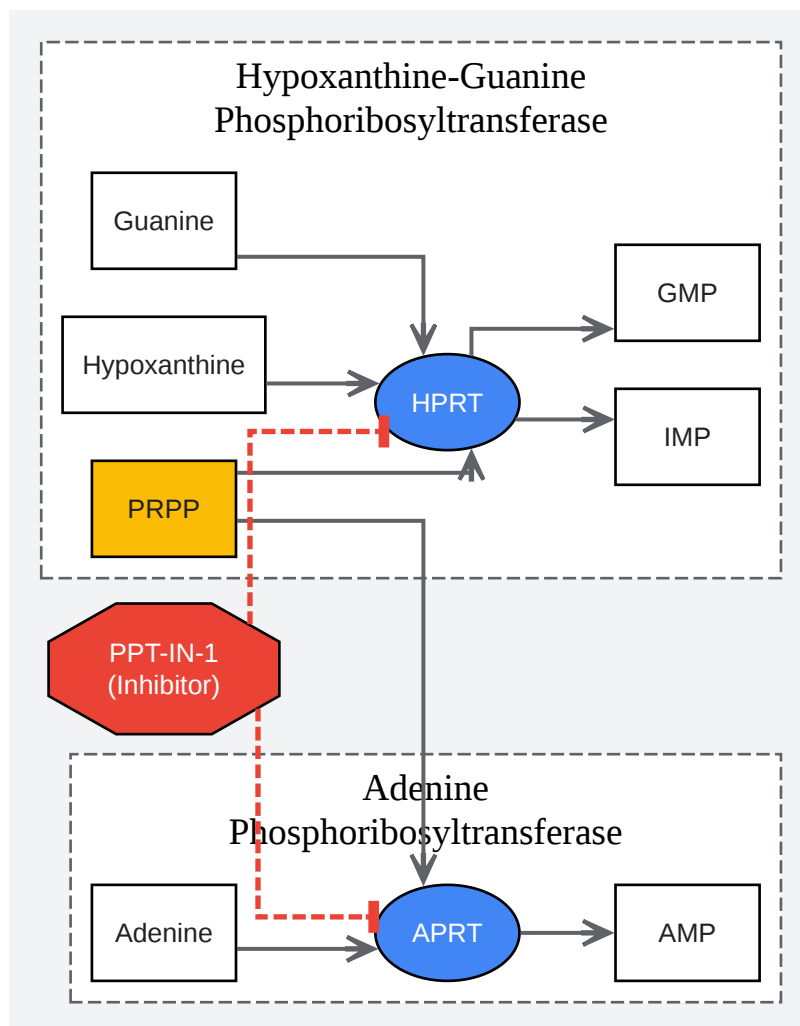 Hypoxanthine-Guanine
Phosphoribosyltransferase
Guanine
GMP
Hypoxanthine
HPRT
IMP
PRPP
PPT-IN-1
(Inhibitor)
Adenine
Phosphoribosyltransferase
Adenine
APRT
AMP